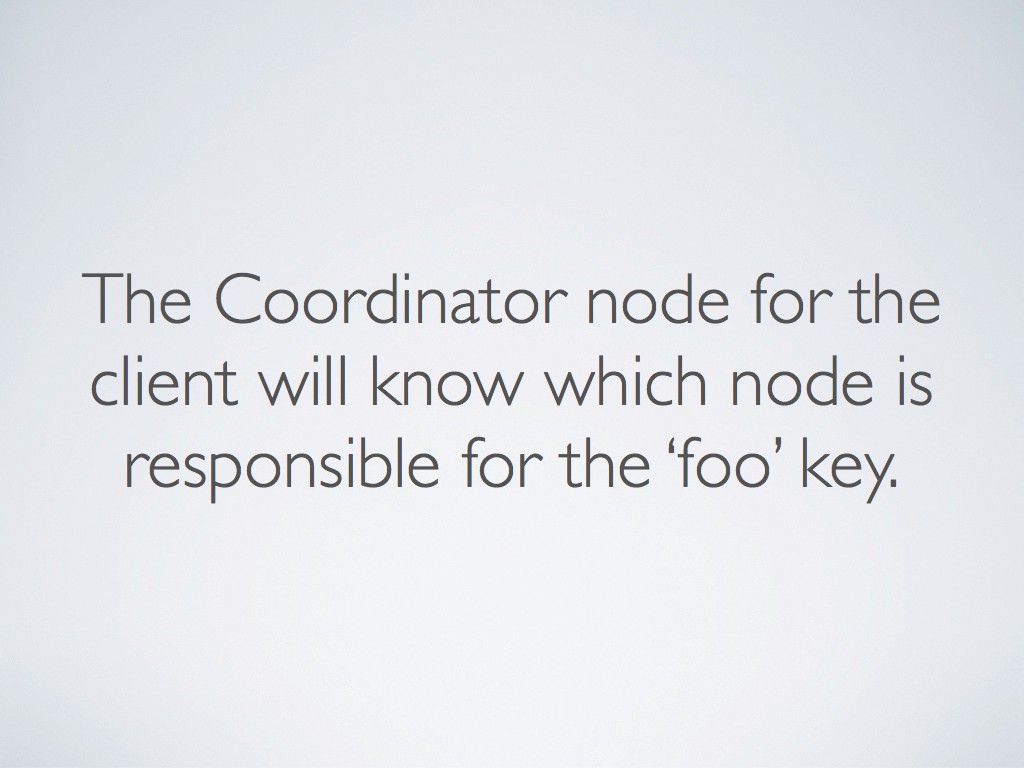 The Coordinator node for the
client will know which node is
responsible for the ‘foo’ key.